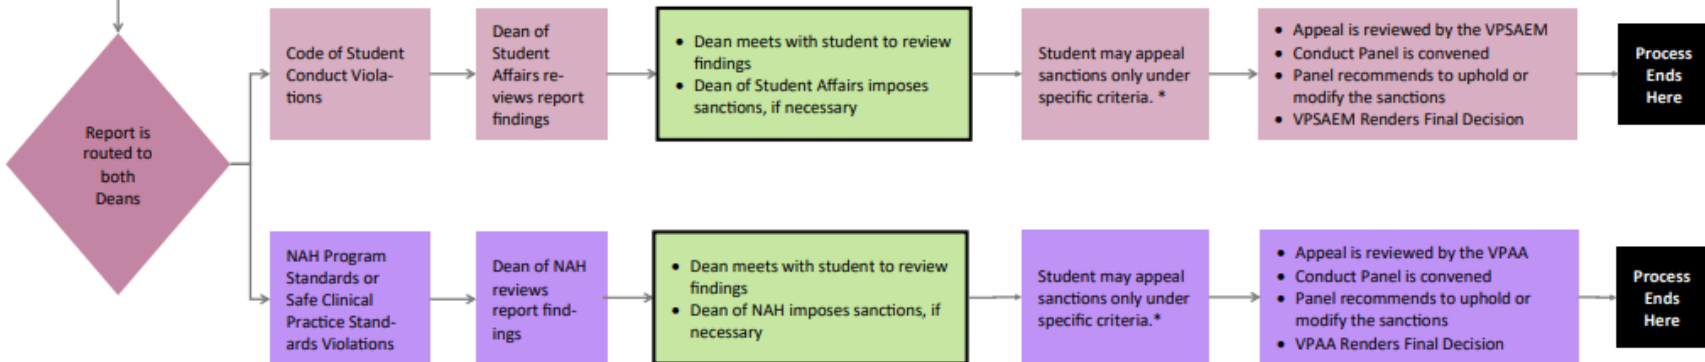 Report is
routed to
both
Deans
Code of Student
Conduct Viola-
tions
Dean of
Student
Affairs re-
views report
findings
• Dean meets with student to review
findings
• Dean of Student Affairs imposes
sanctions, if necessary
Student may appeal
sanctions only under
specific criteria. *
• Appeal is reviewed by the VPSAEM
• Conduct Panel is convened
• Panel recommends to uphold or
modify the sanctions
• VPSAEM Renders Final Decision
Process
Ends
Here
NAH Program
Standards or
Safe Clinical
Practice Stand-
ards Violations
Dean of NAH
reviews
report find-
ings
• Dean meets with student to review
findings
• Dean of NAH imposes sanctions, if
necessary
Student may appeal
sanctions only under
specific criteria.*
• Appeal is reviewed by the VPAA
• Conduct Panel is convened
• Panel recommends to uphold or
modify the sanctions
• VPAA Renders Final Decision
Process
Ends
Here